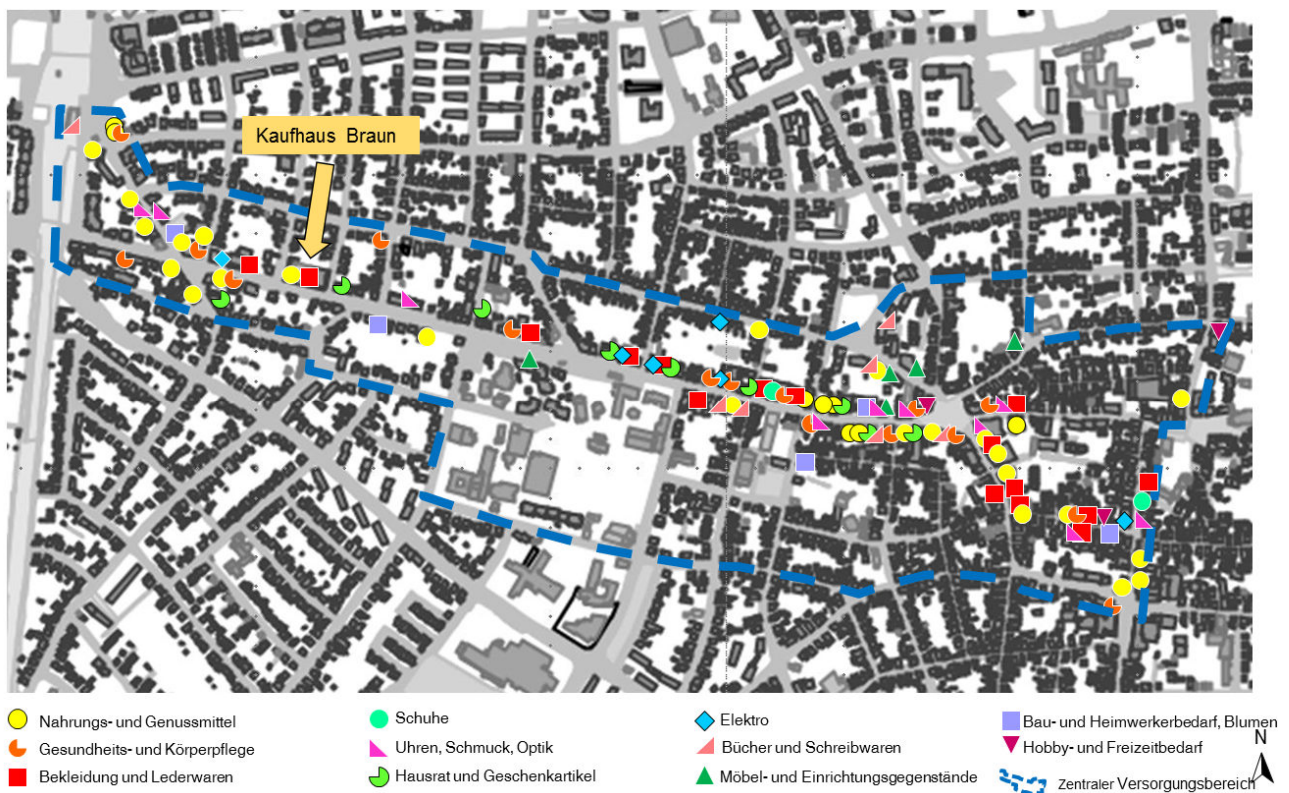 Kaufhaus Braun
Nahrungs- und Genussmittel
Gesundheits- und Körperpflege
Bekleidung und Lederwaren
Schuhe
Uhren, Schmuck, Optik
Hausrat und Geschenkartikel
Elektro
Bücher und Schreibwaren
Möbel- und Einrichtungsgegenstände
Bau- und Heimwerkerbedarf, Blumen
Hobby- und Freizeitbedarf
Zentraler Versorgungsbereich
N